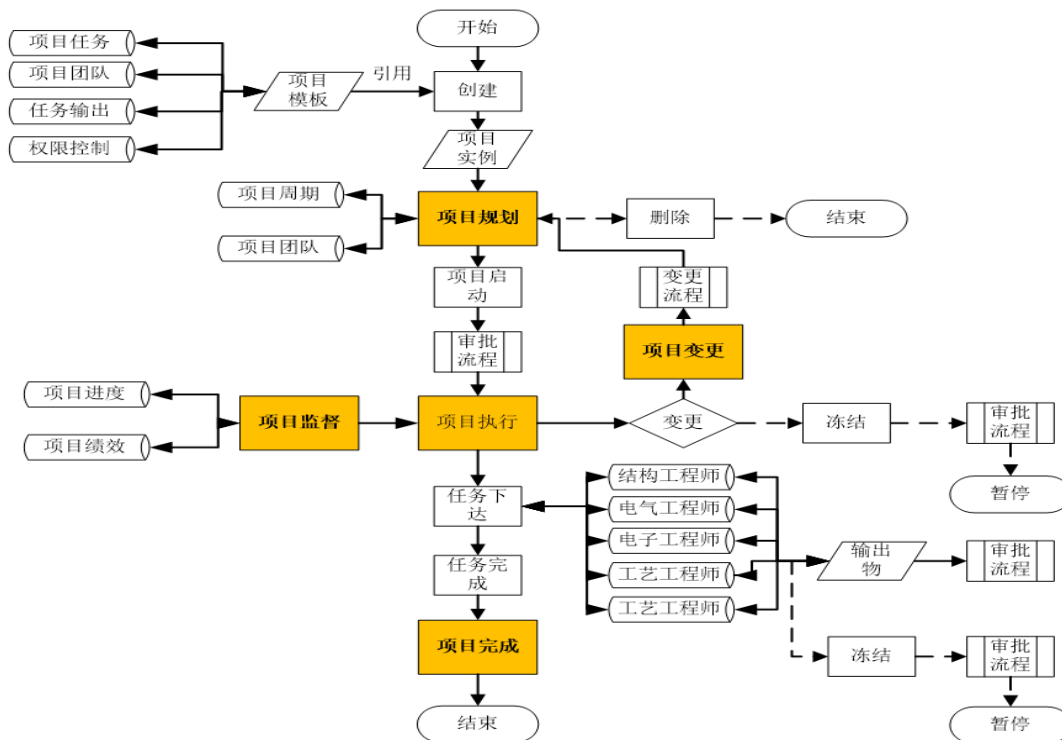 开始
项目任务
项目团队
任务输出
权限控制
项目
模板
引用
创建
项目
实例
项目周期
项目团队
项目规划
删除
结束
项目启
动
变更
流程
审批
流程
项目变更
项目进度
项目绩效
项目监督
项目执行
变更
冻结
审批
流程
暂停
任务下
达
结构工程师
电气工程师
电子工程师
工艺工程师
工艺工程师
输出
物
审批
流程
任务完
成
项目完成
冻结
审批
流程
暂停
结束